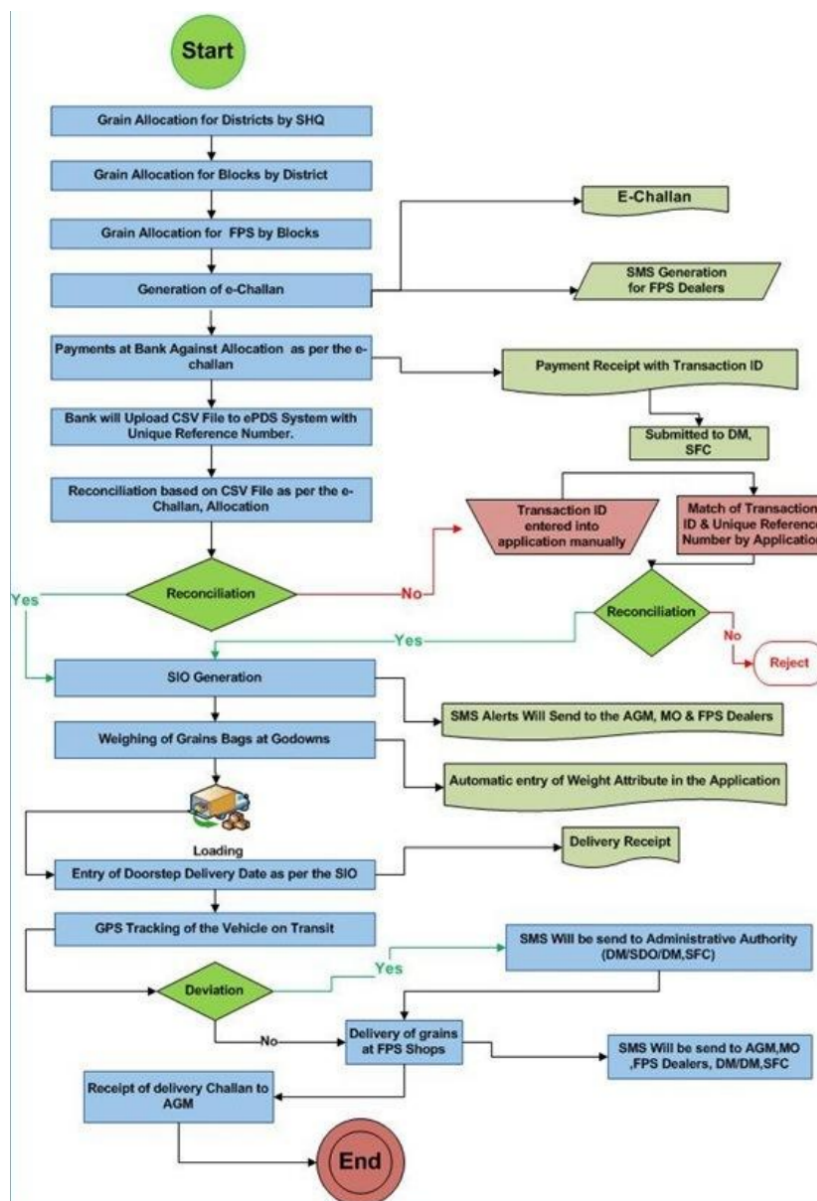 Start
Grain Allocation for Districts by SHQ
Grain Allocation for Blocks by District
E-Challan
Grain Allocation for FPS by Blocks
SMS Generation
for FPS Dealers
Generation of e-Challan
Payments at Bank Against Allocation as per the e-
challan
Payment Receipt with Transaction ID
Bank will Upload CSV File to ePDS System with
Unique Reference Number.
Submitted to DM,
SFC
Reconciliation based on CSV File as per the e-
Challan, Allocation
Transaction ID
entered into
application manually
Match of Transaction
ID & Unique Reference
Number by Application
Reconciliation
Yes
No
Reconciliation
Yes
No
Reject
SIO Generation
SMS Alerts Will Send to the AGM, MO & FPS Dealers
Weighing of Grains Bags at Godowns
Automatic entry of Weight Attribute in the Application
Loading
Delivery Receipt
Entry of Doorstep Delivery Date as per the SIO
GPS Tracking of the Vehicle on Transit
SMS Will be send to Administrative Authority
(DM/SDO/DM,SFC)
Yes
Deviation
No
Delivery of grains
at FPS Shops
SMS Will be send to AGM,MO
,FPS Dealers, DM/DM,SFC
Receipt of delivery Challan to
AGM
End